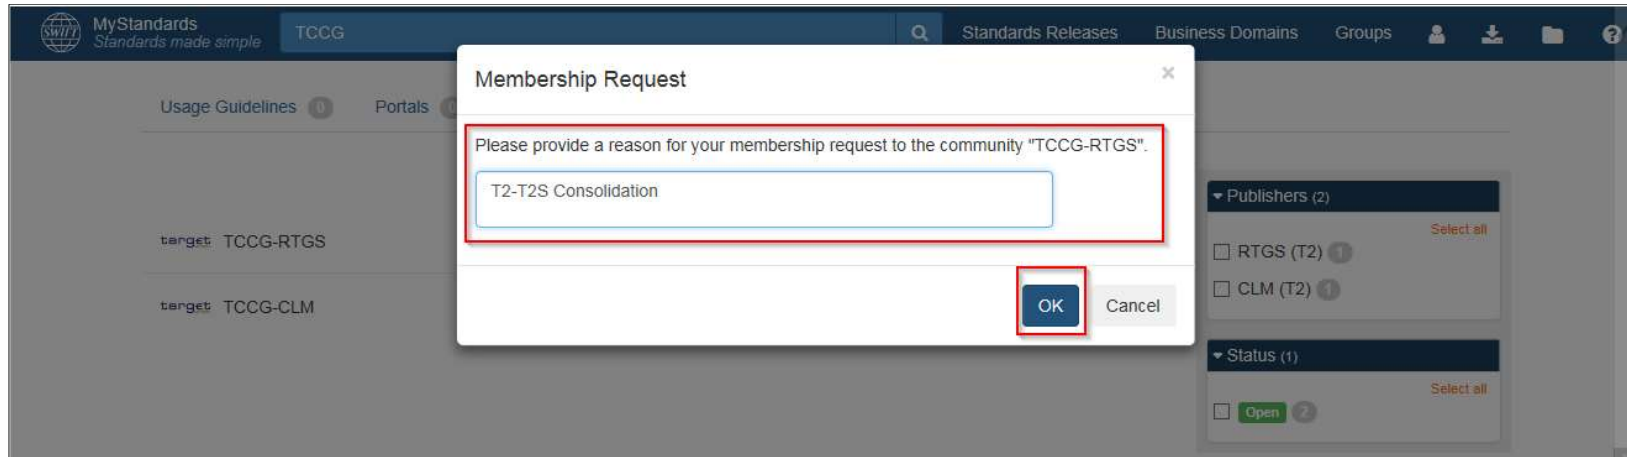 SWIFT
MyStandards
Standards made simple
TCCG
Standards Releases
Business Domains
Groups
Membership Request
×
Usage Guidelines 0
Portals
Please provide a reason for your membership request to the community "TCCG-RTGS".
T2-T2S Consolidation
target TCCG-RTGS
target TCCG-CLM
OK
Cancel
Publishers (2)
Select all
RTGS (T2) 1
CLM (T2) 1
Status (1)
Select all
Open 2